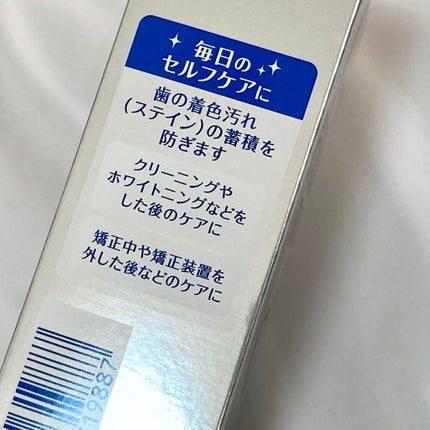 毎日の
セルフケアに
歯の着色汚れ
(ステイン)の蓄積を
防ぎます
クリーニングや
ホワイトニングなどを
した後のケアに
矯正中や矯正装置を
外した後などのケアに
19887